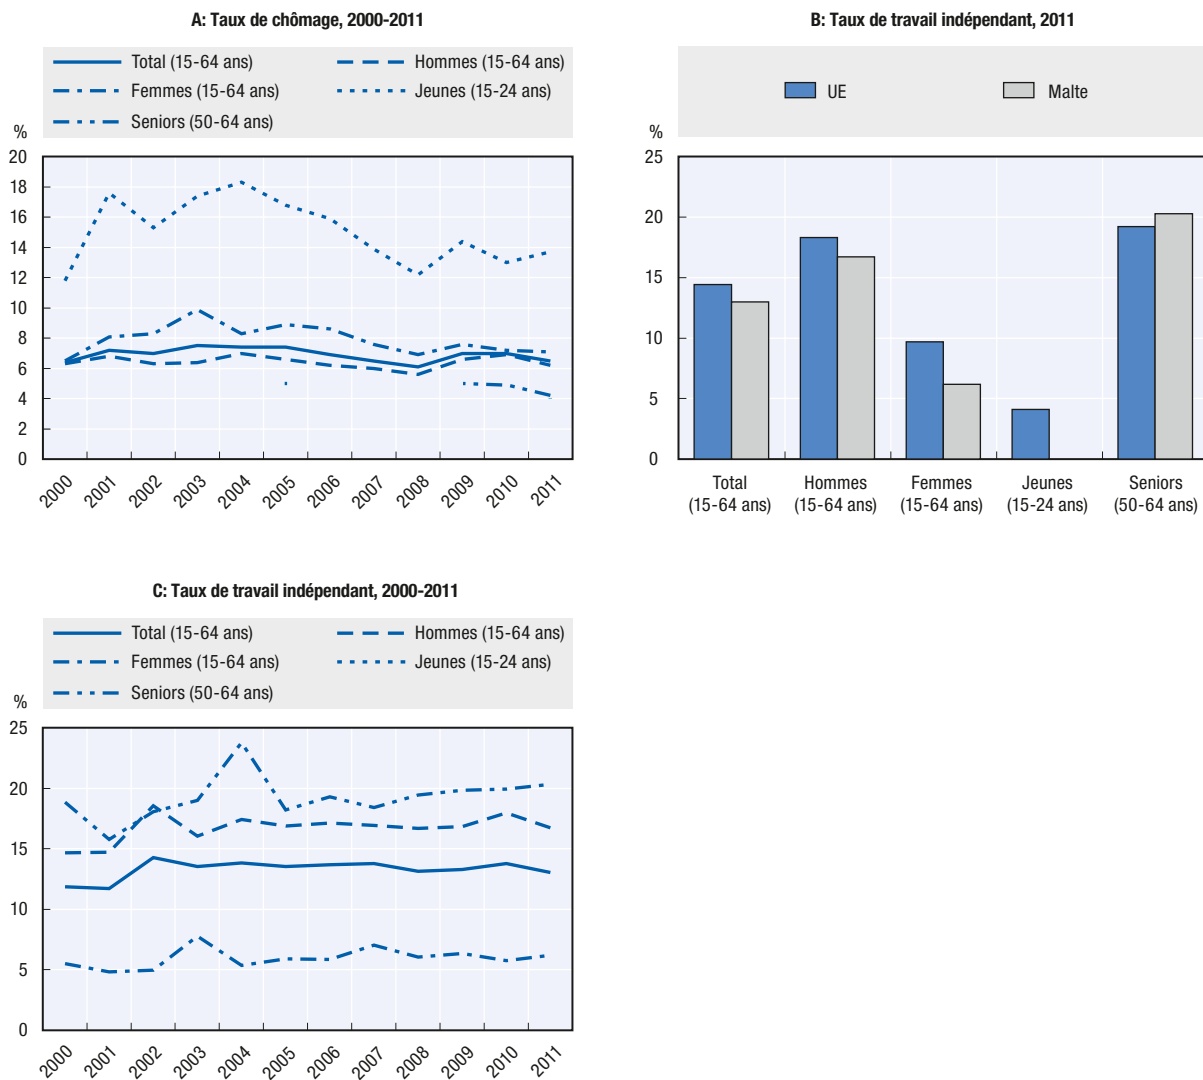 A: Taux de chômage, 2000-2011
Total (15-64 ans)
Hommes (15-64 ans)
Femmes (15-64 ans)
Jeunes (15-24 ans)
Seniors (50-64 ans)
%
20
18
16
14
12
10
8
6
4
2
0
2000
2001
2002
2003
2004
2005
2006
2007
2008
2009
2010
2011
B: Taux de travail indépendant, 2011
UE
Malte
%
25
20
15
10
5
0
Total
(15-64 ans)
Hommes
(15-64 ans)
Femmes
(15-64 ans)
Jeunes
(15-24 ans)
Seniors
(50-64 ans)
C: Taux de travail indépendant, 2000-2011
Total (15-64 ans)
Hommes (15-64 ans)
Femmes (15-64 ans)
Jeunes (15-24 ans)
Seniors (50-64 ans)
%
25
20
15
10
5
0
2000
2001
2002
2003
2004
2005
2006
2007
2008
2009
2010
2011